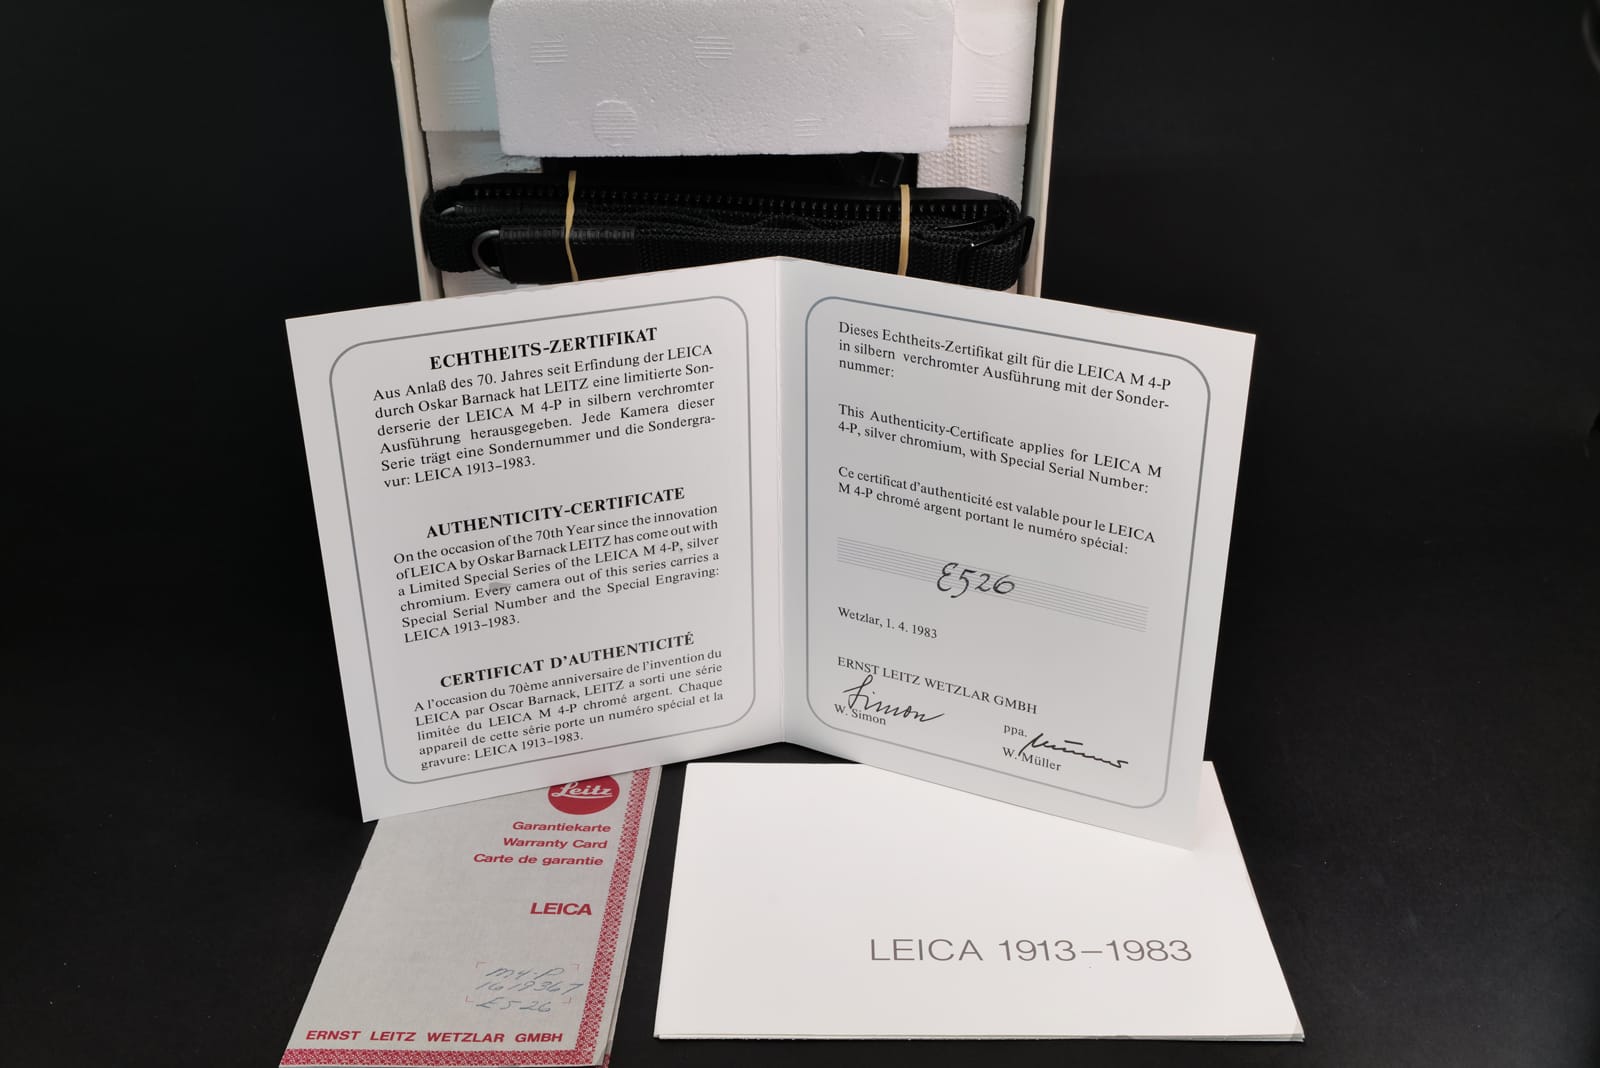 ECHTHEITS-ZERTIFIKAT
Aus Anlaß des 70. Jahres seit Erfindung der LEICA
durch Oskar Barnack hat LEITZ eine limitierte Son-
derserie der LEICA M 4-P in silbern verchromter
Ausführung herausgegeben. Jede Kamera dieser
Serie trägt eine Sondernummer und die Sondergra-
vur: LEICA 1913–1983.
AUTHENTICITY-CERTIFICATE
On the occasion of the 70th Year since the innovation
of LEICA by Oskar Barnack LEITZ has come out with
a Limited Special Series of the LEICA M 4-P, silver
chromium. Every camera out of this series carries a
Special Serial Number and the Special Engraving:
LEICA 1913–1983.
CERTIFICAT D'AUTHENTICITÉ
A l'occasion du 70ème anniversaire de l'invention du
LEICA par Oscar Barnack, LEITZ a sorti une série
limitée du LEICA M 4-P chromé argent. Chaque
appareil de cette série porte un numéro spécial et la
gravure: LEICA 1913–1983.
Dieses Echtheits-Zertifikat gilt für die LEICA M 4-P
in silbern verchromter Ausführung mit der Sonder-
nummer:
This Authenticity-Certificate applies for LEICA M
4-P, silver chromium, with Special Serial Number:
Ce certificat d'authenticité est valable pour le LEICA
M 4-P chromé argent portant le numéro spécial:
E526
Wetzlar, 1. 4. 1983
ERNST LEITZ WETZLAR GMBH
Simon
W. Simon
ppa.
W. Müller
Leitz
Garantiekarte
Warranty Card
Carte de garantie
LEICA
M4-P
1619367
E526
ERNST LEITZ WETZLAR GMBH
LEICA 1913–1983